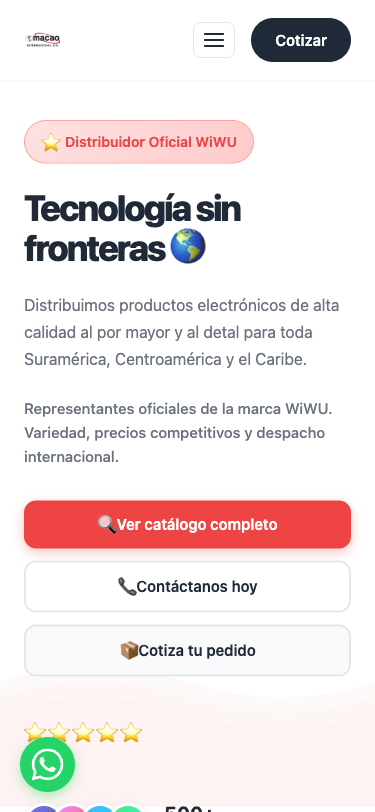 macao
INTERNACIONAL S.A.
Cotizar
Distribuidor Oficial WiWU
Tecnología sin
fronteras
Distribuimos productos electrónicos de alta
calidad al por mayor y al detal para toda
Suramérica, Centroamérica y el Caribe.
Representantes oficiales de la marca WiWU.
Variedad, precios competitivos y despacho
internacional.
Ver catálogo completo
Contáctanos hoy
Cotiza tu pedido
500+